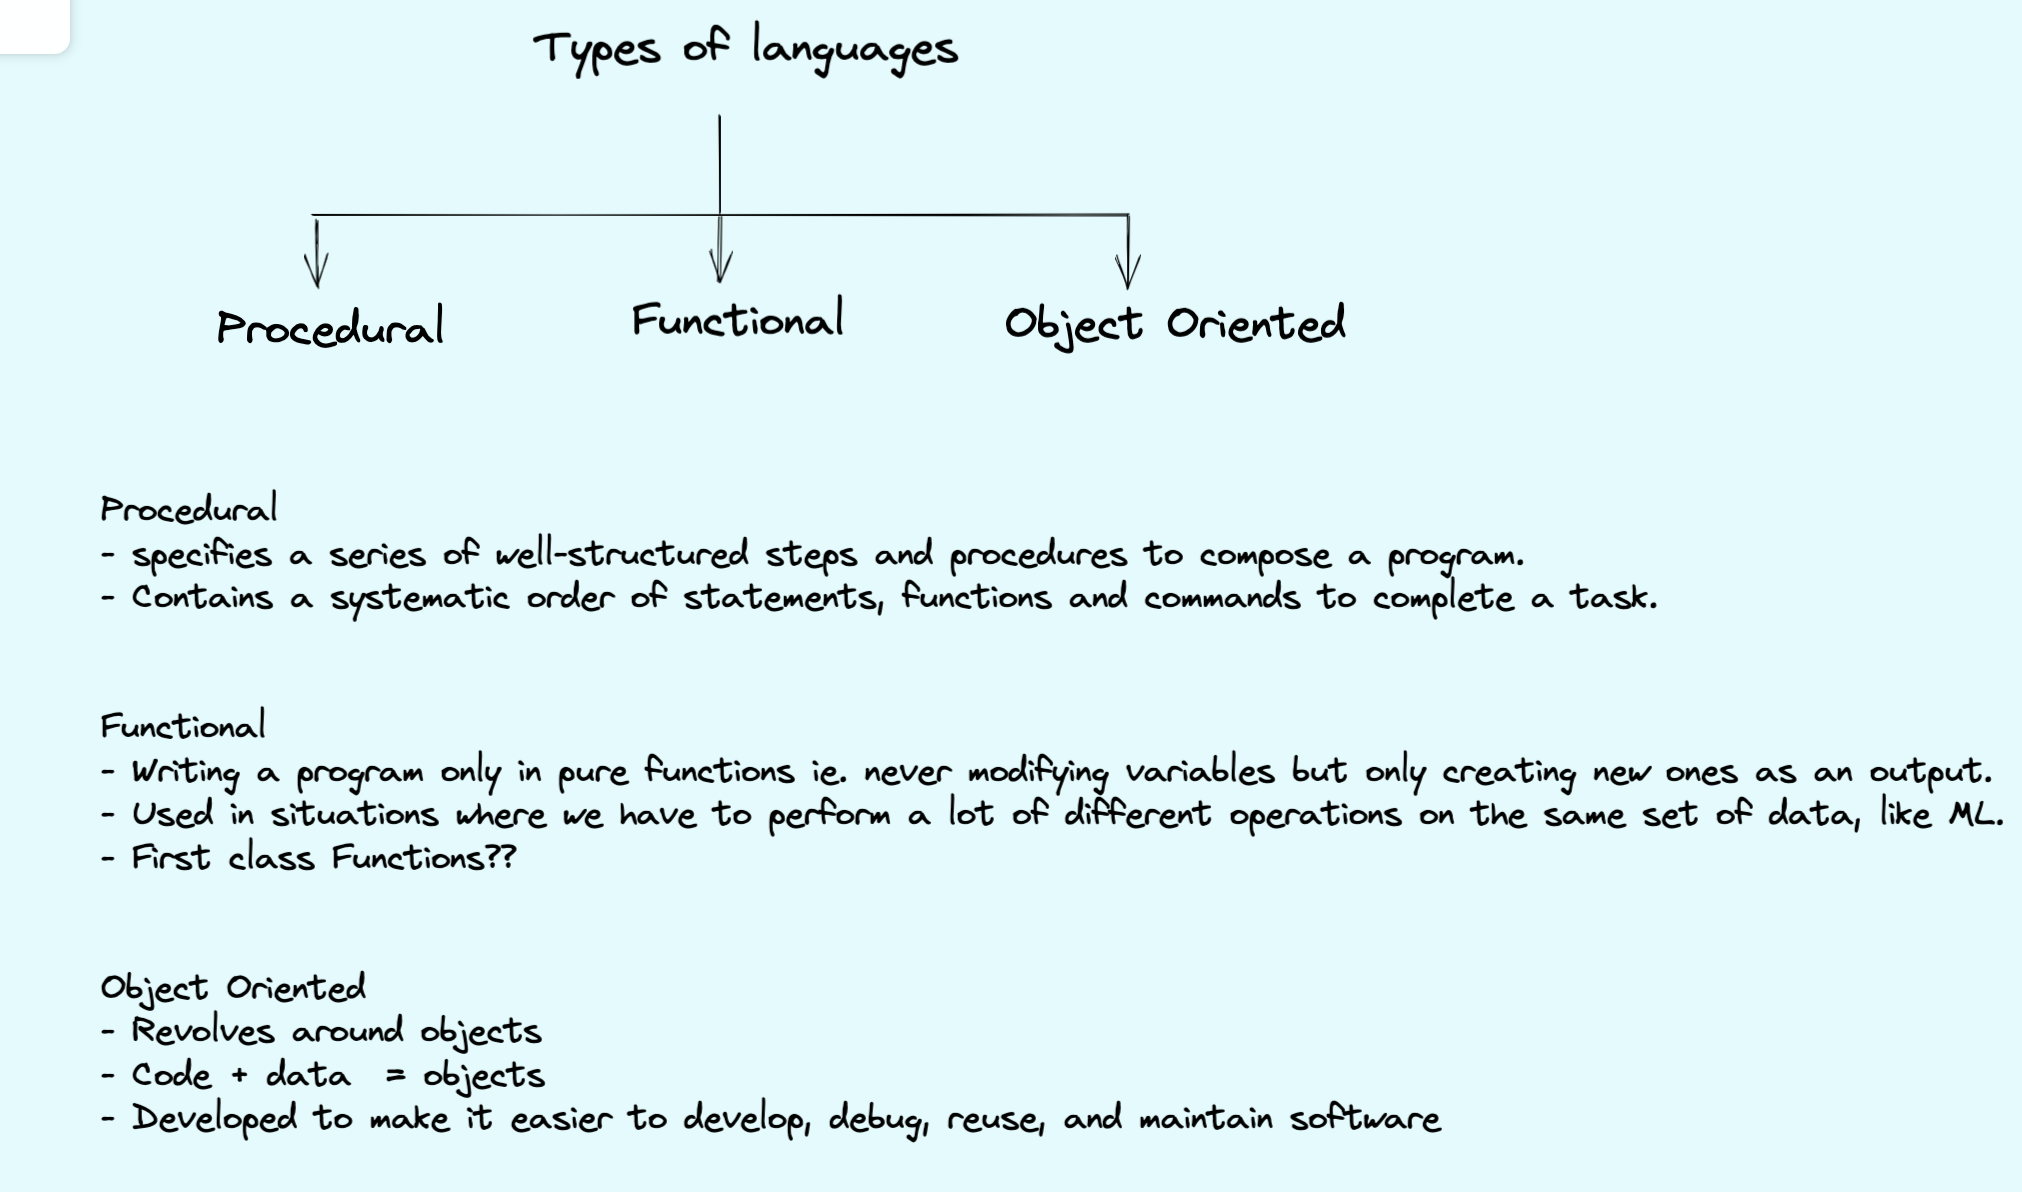 Types of languages
Procedural
Functional
Object Oriented
Procedural
- specifies a series of well-structured steps and procedures to compose a program.
- Contains a systematic order of statements, functions and commands to complete a task.
Functional
- Writing a program only in pure functions ie. never modifying variables but only creating new ones as an output.
- Used in situations where we have to perform a lot of different operations on the same set of data, like ML.
- First class Functions??
Object Oriented
- Revolves around objects
- Code + data = objects
- Developed to make it easier to develop, debug, reuse, and maintain software